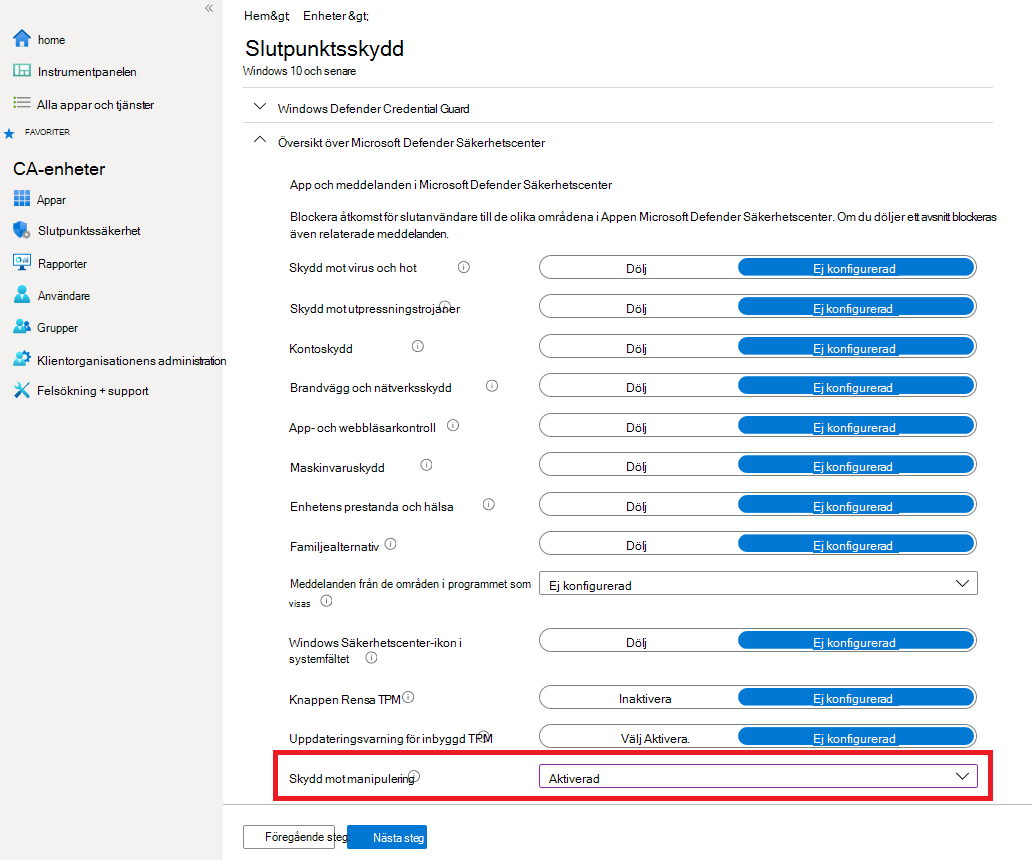 Hem&gt; Enheter &gt;
Slutpunktsskydd
Windows 10 och senare
home
Instrumentpanelen
Alla appar och tjänster
FAVORITER
CA-enheter
Appar
Slutpunktssäkerhet
Rapporter
Användare
Grupper
Klientorganisationens administration
Felsökning + support
Windows Defender Credential Guard
Översikt över Microsoft Defender Säkerhetscenter
App och meddelanden i Microsoft Defender Säkerhetscenter
Blockera åtkomst för slutanvändare till de olika områdena i Appen Microsoft Defender Säkerhetscenter. Om du döljer ett avsnitt blockeras
även relaterade meddelanden.
Skydd mot virus och hot Dölj Ej konfigurerad
Skydd mot utpressningstrojaner Dölj Ej konfigurerad
Kontoskydd Dölj Ej konfigurerad
Brandvägg och nätverksskydd Dölj Ej konfigurerad
App- och webbläsarkontroll Dölj Ej konfigurerad
Maskinvaruskydd Dölj Ej konfigurerad
Enhetens prestanda och hälsa Dölj Ej konfigurerad
Familjealternativ Dölj Ej konfigurerad
Meddelanden från de områden i programmet som
visas
Ej konfigurerad
Windows Säkerhetscenter-ikon i
systemfältet
Dölj Ej konfigurerad
Knappen Rensa TPM Inaktivera Ej konfigurerad
Uppdateringsvarning för inbyggd TPM Välj Aktivera. Ej konfigurerad
Skydd mot manipulering Aktiverad
Föregående steg Nästa steg